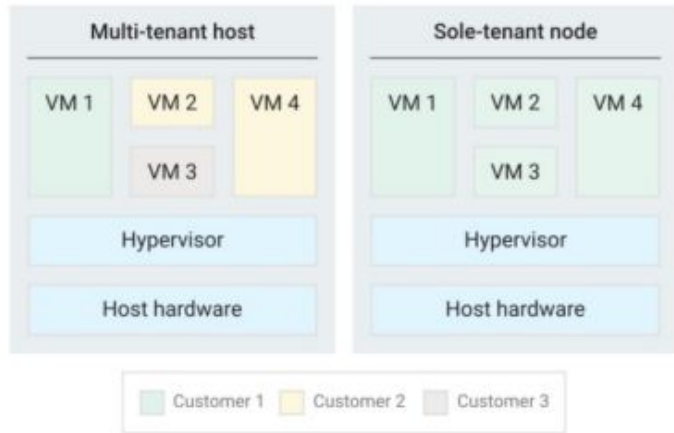 Multi-tenant host
VM 1
VM 2
VM 4
VM 3
Hypervisor
Host hardware
Sole-tenant node
VM 1
VM 2
VM 4
VM 3
Hypervisor
Host hardware
Customer 1
Customer 2
Customer 3